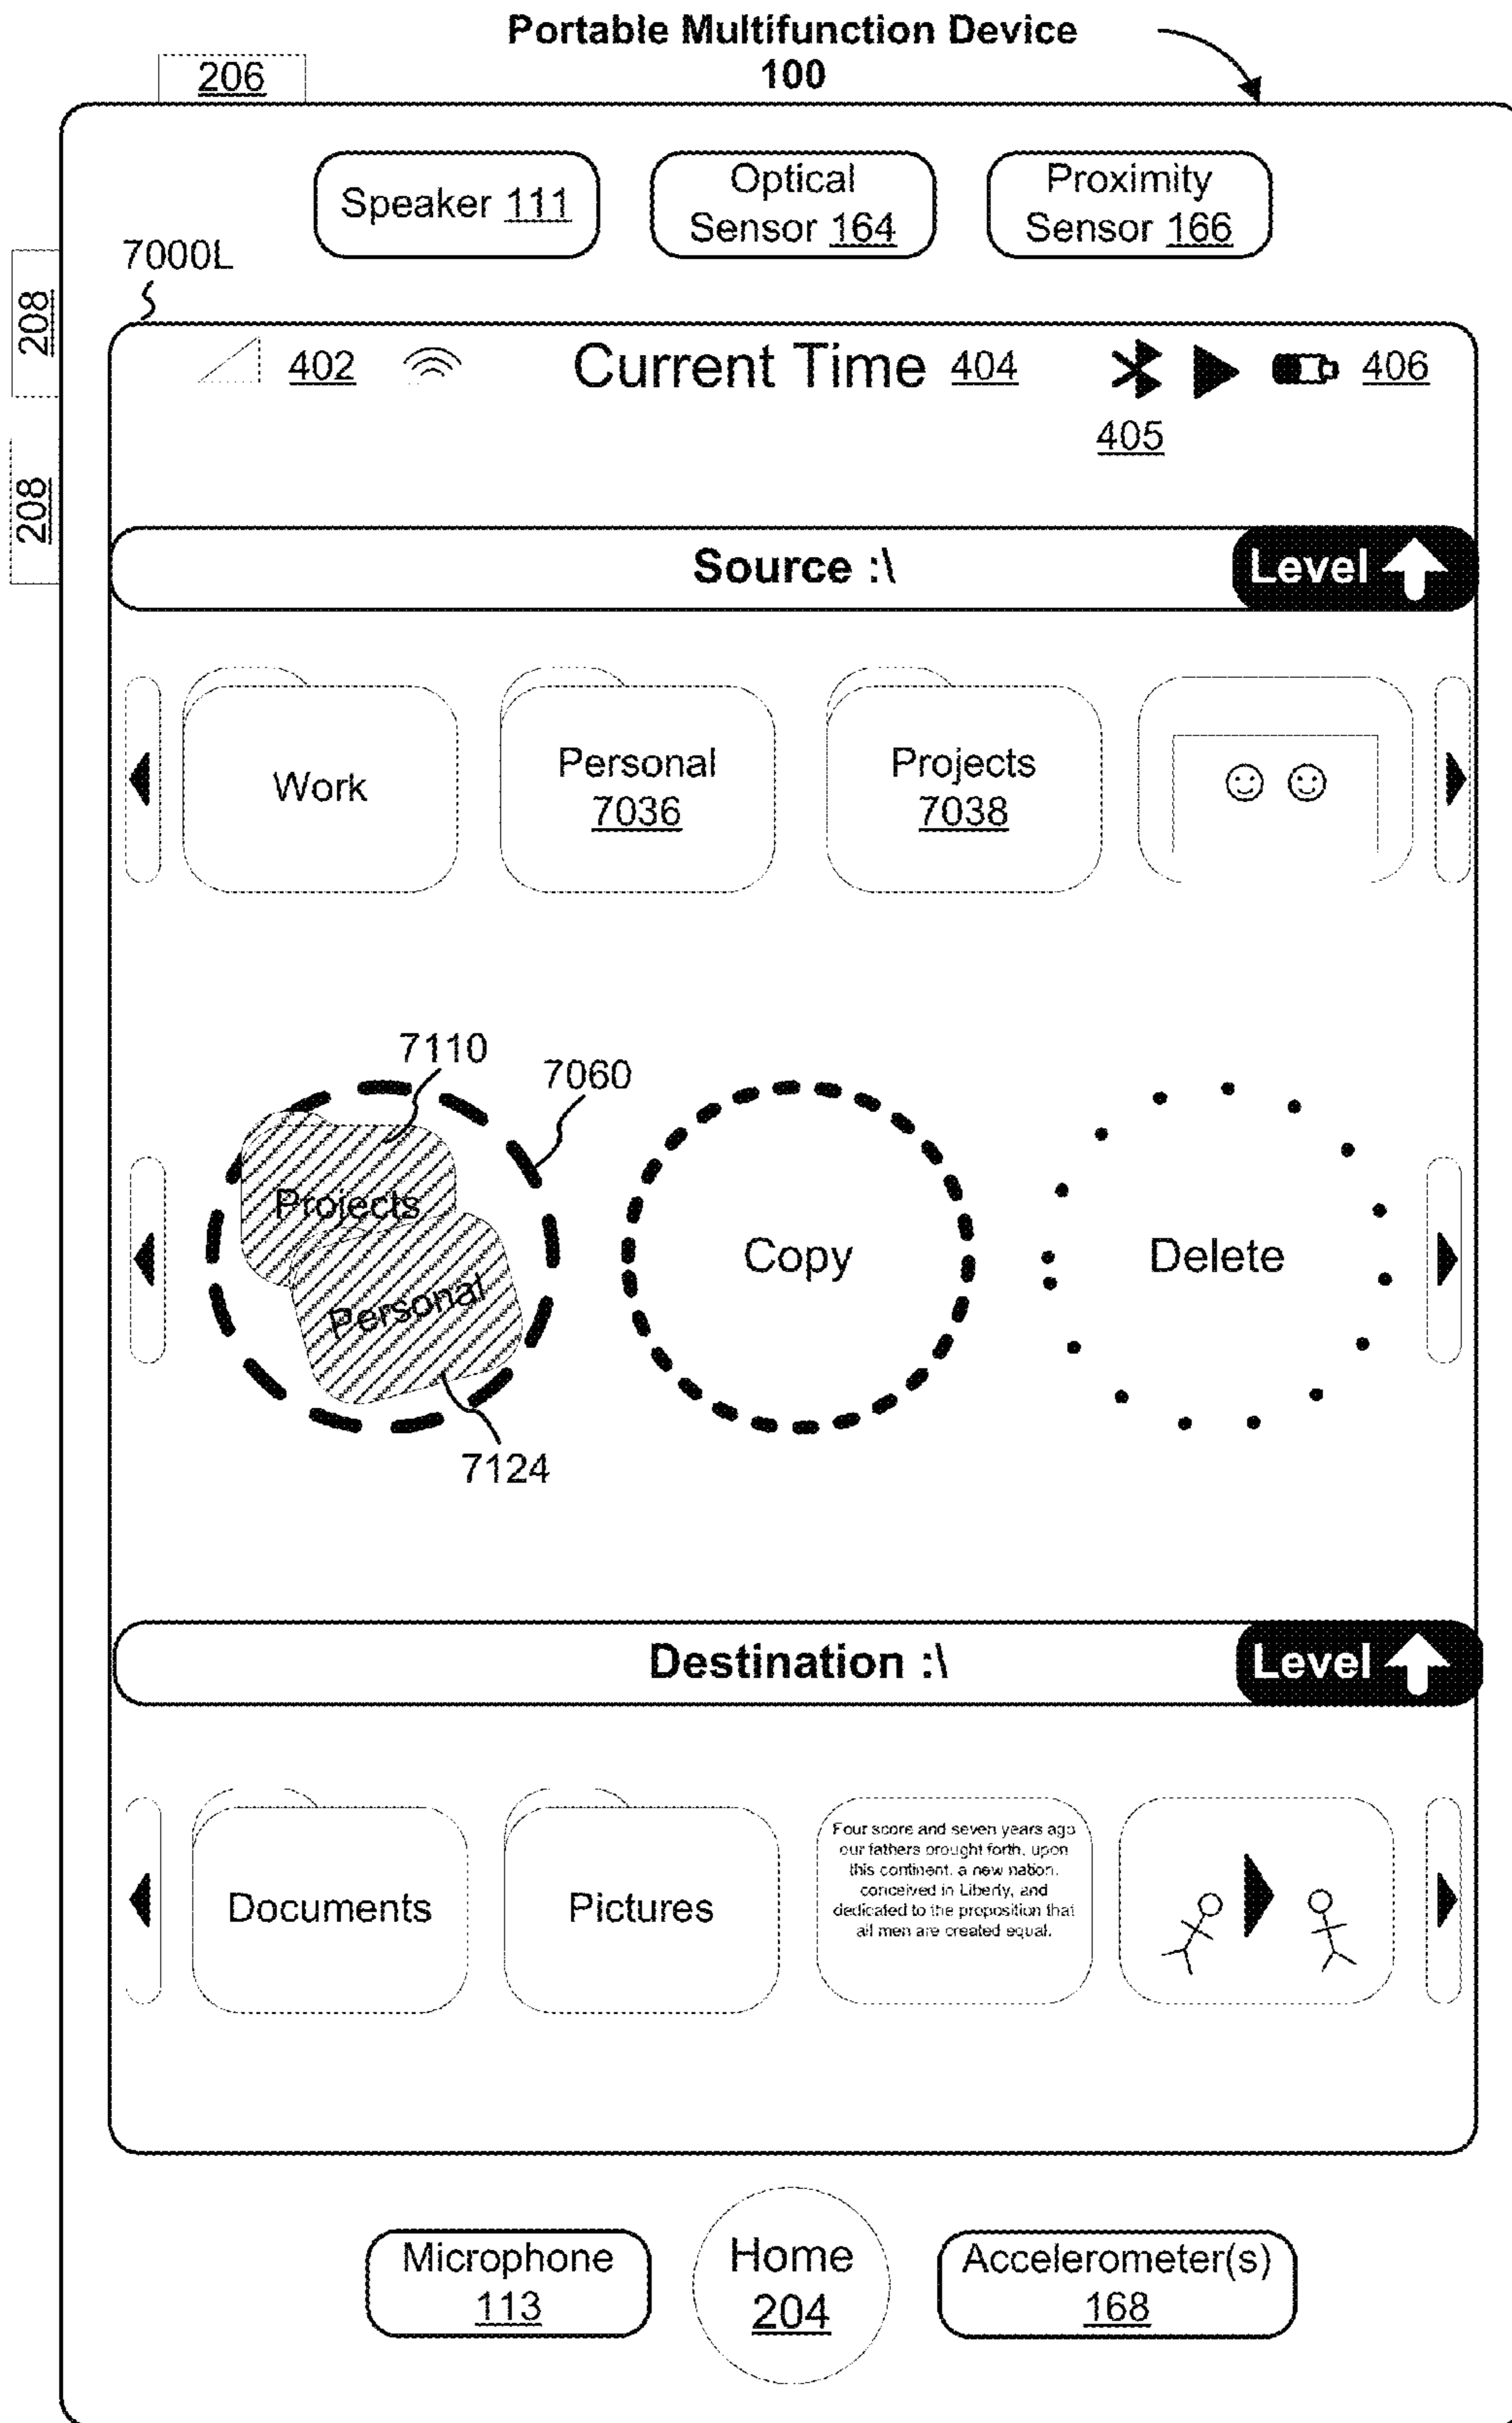 Portable Multifunction Device
100
206
Speaker 111
Optical
Sensor 164
Proximity
Sensor 166
7000L
208
208
402
Current Time 404
406
405
Source :\
Level
Work
Personal
7036
Projects
7038
7110
7060
Projects
Personal
Copy
Delete
7124
Destination :\
Level
Documents
Pictures
Four score and seven years ago
our fathers brought forth, upon
this continent, a new nation,
conceived in Liberty, and
dedicated to the proposition that
all men are created equal.
Microphone
113
Home
204
Accelerometer(s)
168